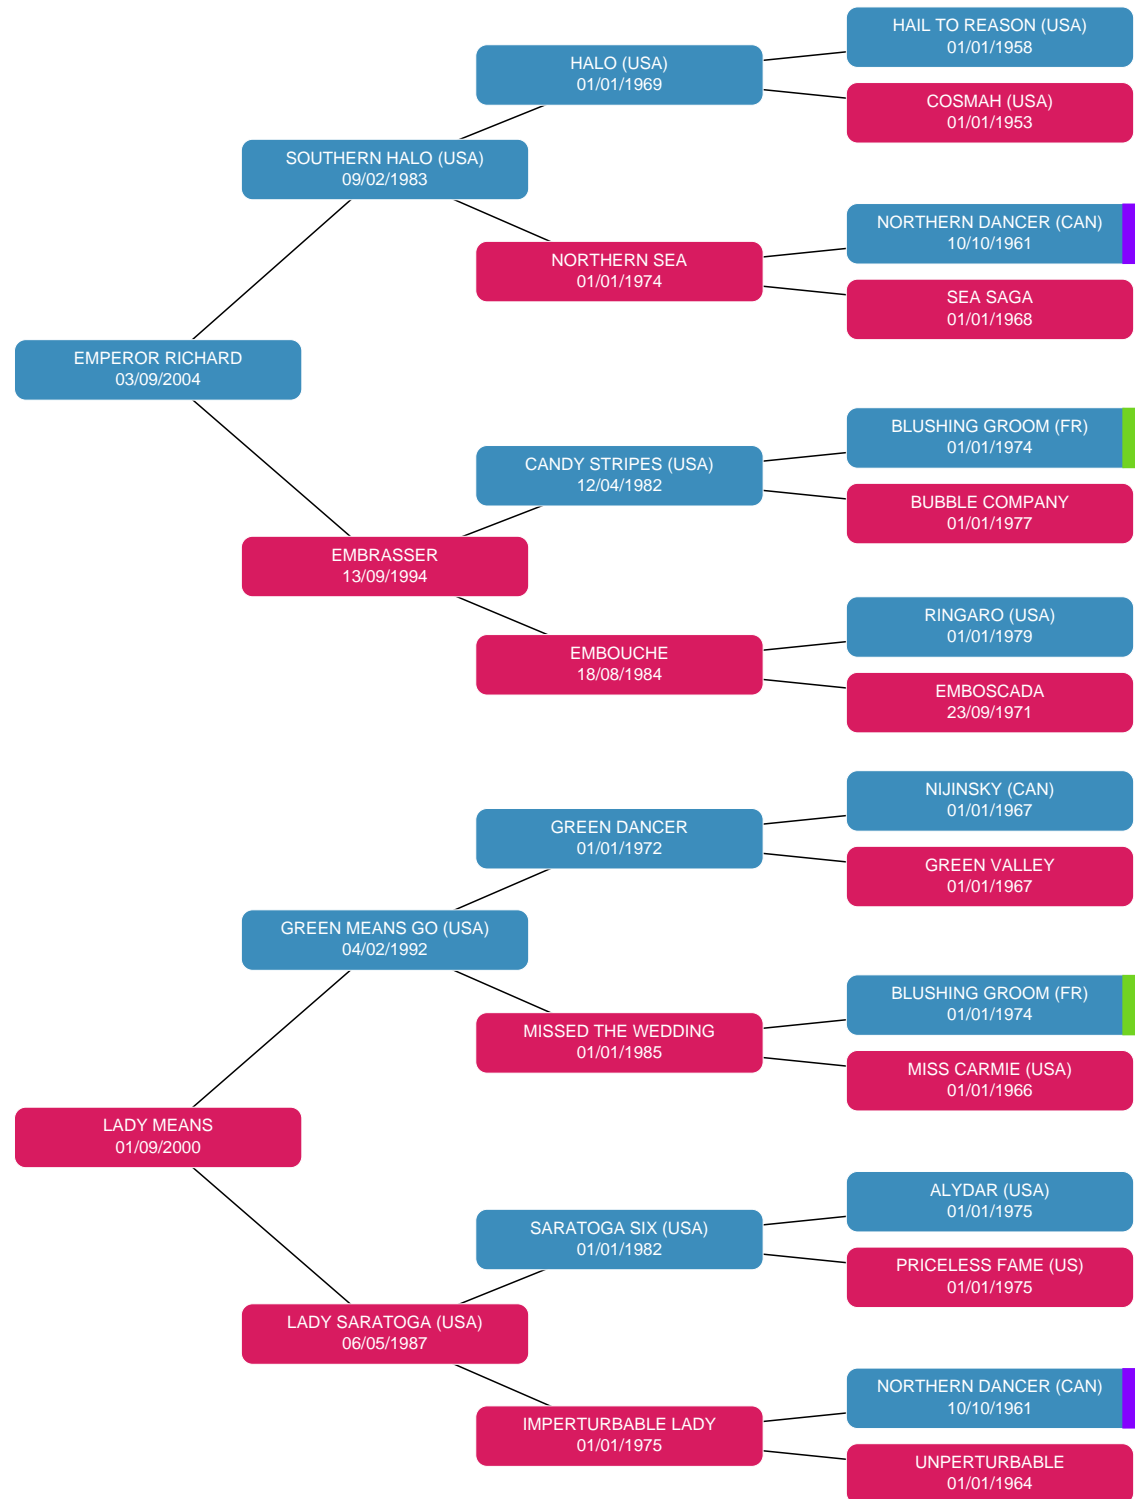 HAIL TO REASON (USA)
01/01/1958
HALO (USA)
01/01/1969
COSMAH (USA)
01/01/1953
SOUTHERN HALO (USA)
09/02/1983
NORTHERN DANCER (CAN)
10/10/1961
NORTHERN SEA
01/01/1974
SEA SAGA
01/01/1968
EMPEROR RICHARD
03/09/2004
BLUSHING GROOM (FR)
01/01/1974
CANDY STRIPES (USA)
12/04/1982
BUBBLE COMPANY
01/01/1977
EMBRASSER
13/09/1994
RINGARO (USA)
01/01/1979
EMBOUCHE
18/08/1984
EMBOSCADA
23/09/1971
NIJINSKY (CAN)
01/01/1967
GREEN DANCER
01/01/1972
GREEN VALLEY
01/01/1967
GREEN MEANS GO (USA)
04/02/1992
BLUSHING GROOM (FR)
01/01/1974
MISSED THE WEDDING
01/01/1985
MISS CARMIE (USA)
01/01/1966
LADY MEANS
01/09/2000
ALYDAR (USA)
01/01/1975
SARATOGA SIX (USA)
01/01/1982
PRICELESS FAME (US)
01/01/1975
LADY SARATOGA (USA)
06/05/1987
NORTHERN DANCER (CAN)
10/10/1961
IMPERTURBABLE LADY
01/01/1975
UNPERTURBABLE
01/01/1964